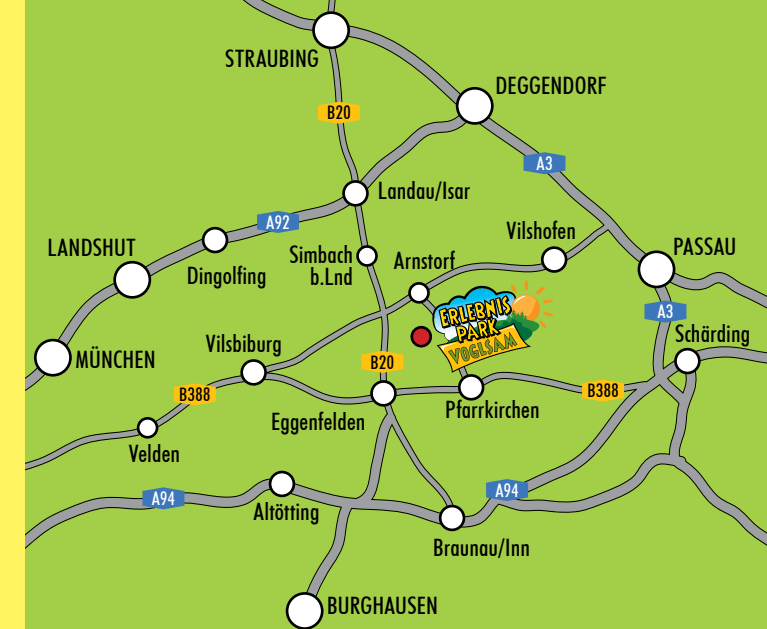 STRAUBING
DEGGENDORF
B20
A3
Landau/Isar
A92
Vilshofen
LANDSHUT
PASSAU
Simbach
b.Lnd
Arnstorf
Dingolfing
ERLEBNIS
PARK
VOGLSAM
A3
Schärding
Vilsbiburg
MÜNCHEN
B20
B388
B388
Eggenfelden
Pfarrkirchen
Velden
A94
A94
Altötting
Braunau/Inn
BURGHAUSEN